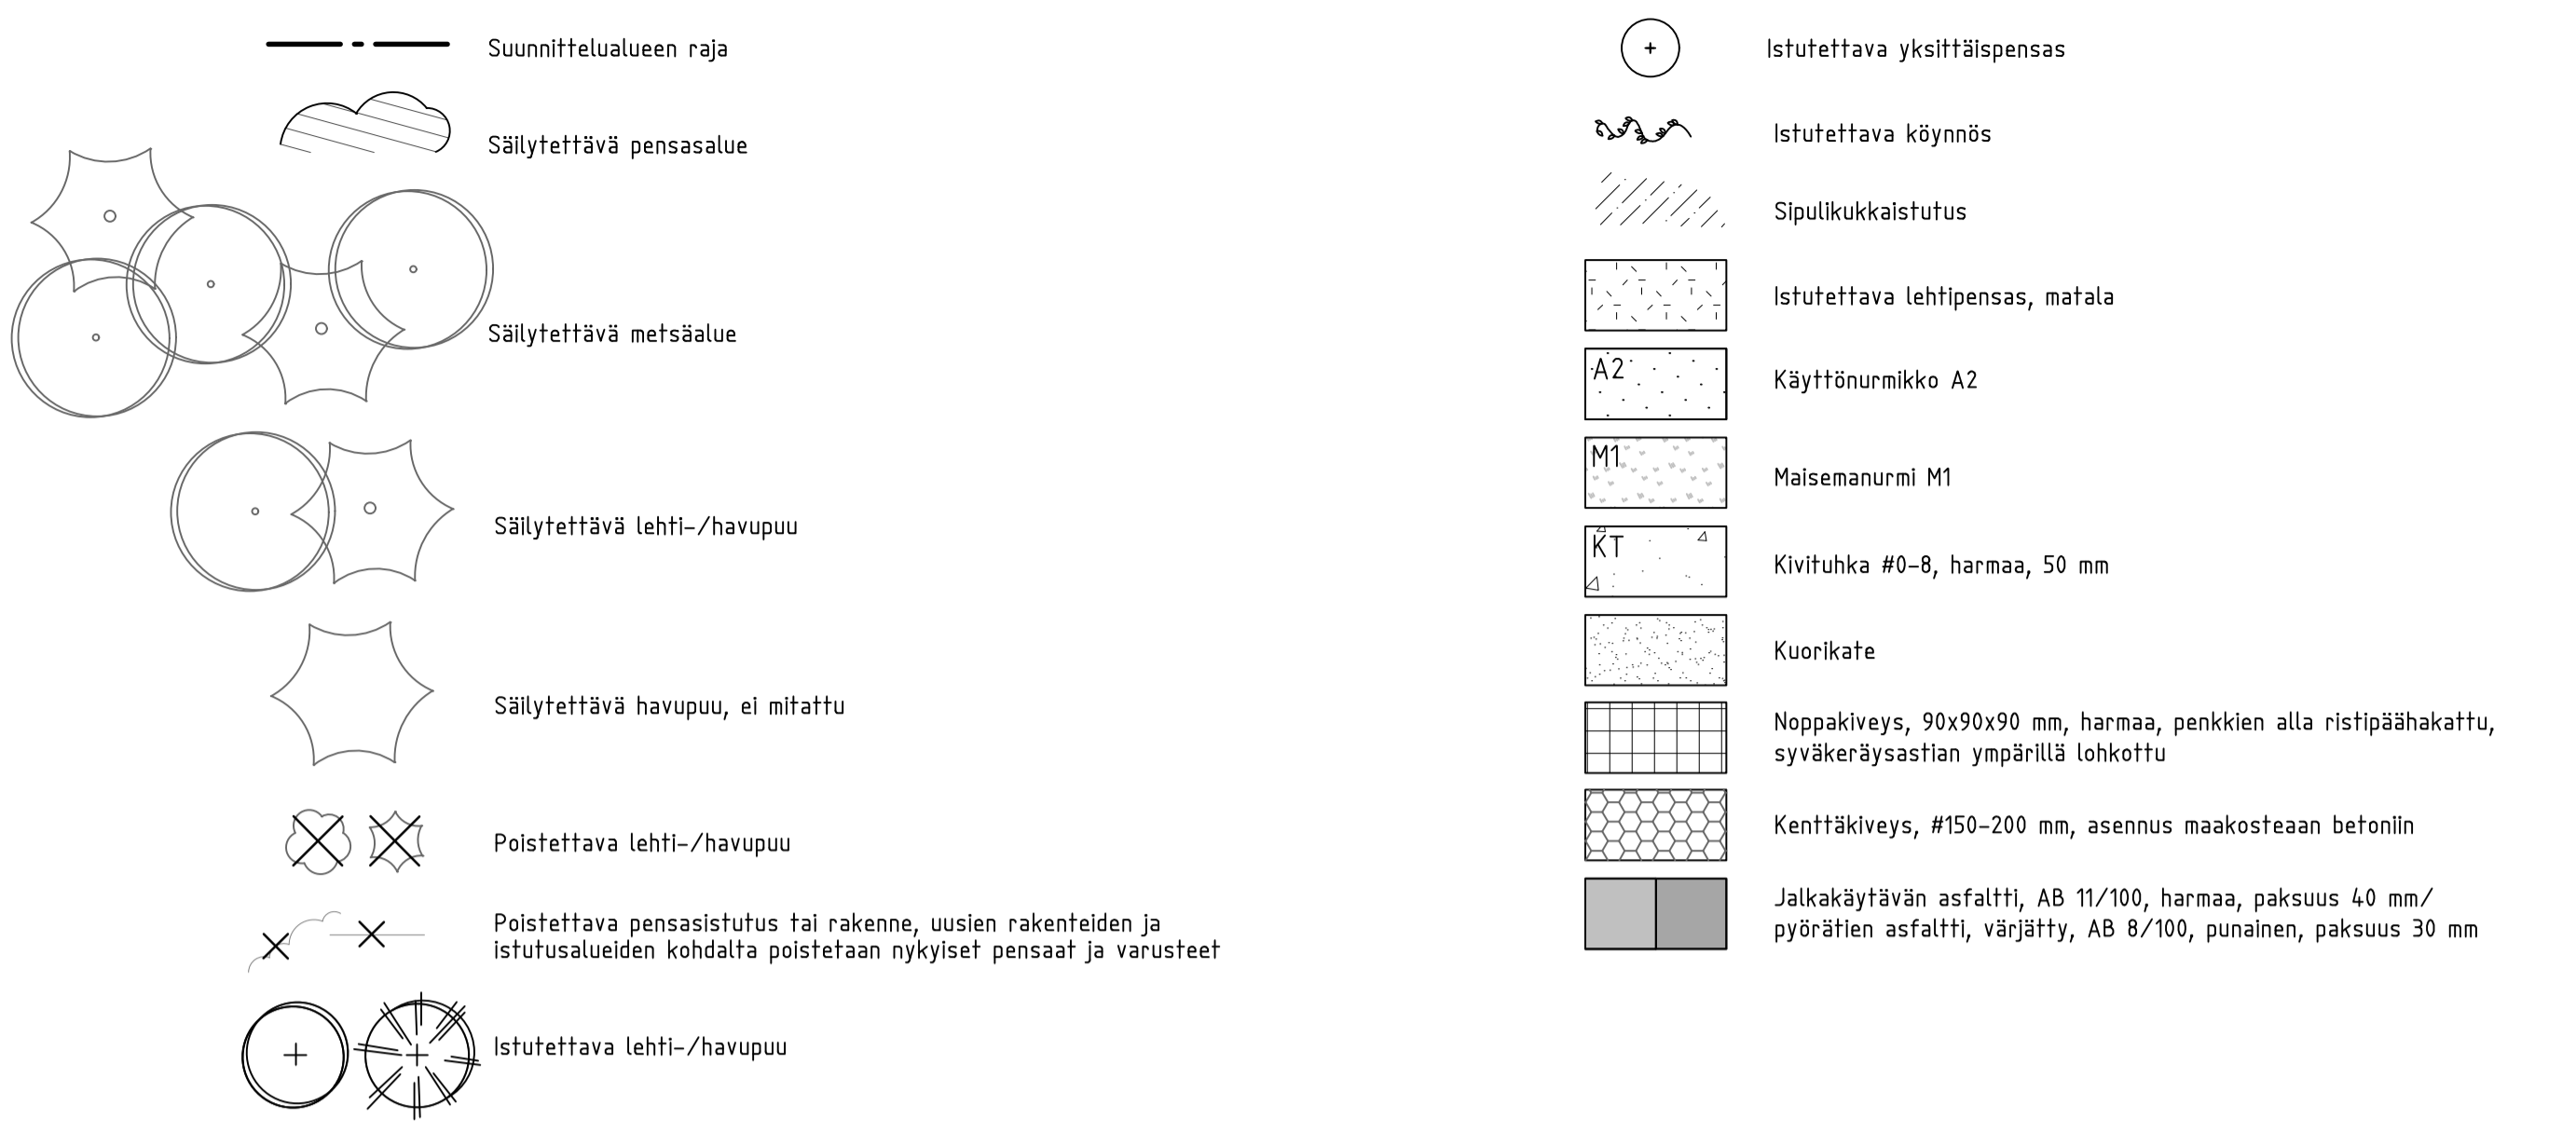 Suunnittelualueen raja
Säilytettävä pensasalue
Säilytettävä metsäalue
Säilytettävä lehti-/havupuu
Säilytettävä havupuu, ei mitattu
Poistettava lehti-/havupuu
Poistettava pensasistutus tai rakenne, uusien rakenteiden ja
istutusalueiden kohdalta poistetaan nykyiset pensaat ja varusteet
Istutettava lehti-/havupuu
Istutettava yksittäispensas
Istutettava köynnös
Sipulikukkaistutus
Istutettava lehtipensas, matala
A2
Käyttönurmikko A2
M1
Maisemanurmi M1
KT
Kivituhka #0-8, harmaa, 50 mm
Kuorikate
Noppakiveys, 90x90x90 mm, harmaa, penkkien alla ristipäähakattu,
syväkeräysastian ympärillä lohkottu
Kenttäkiveys, #150-200 mm, asennus maakosteaan betoniin
Jalkakäytävän asfaltti, AB 11/100, harmaa, paksuus 40 mm/
pyörätien asfaltti, värjätty, AB 8/100, punainen, paksuus 30 mm